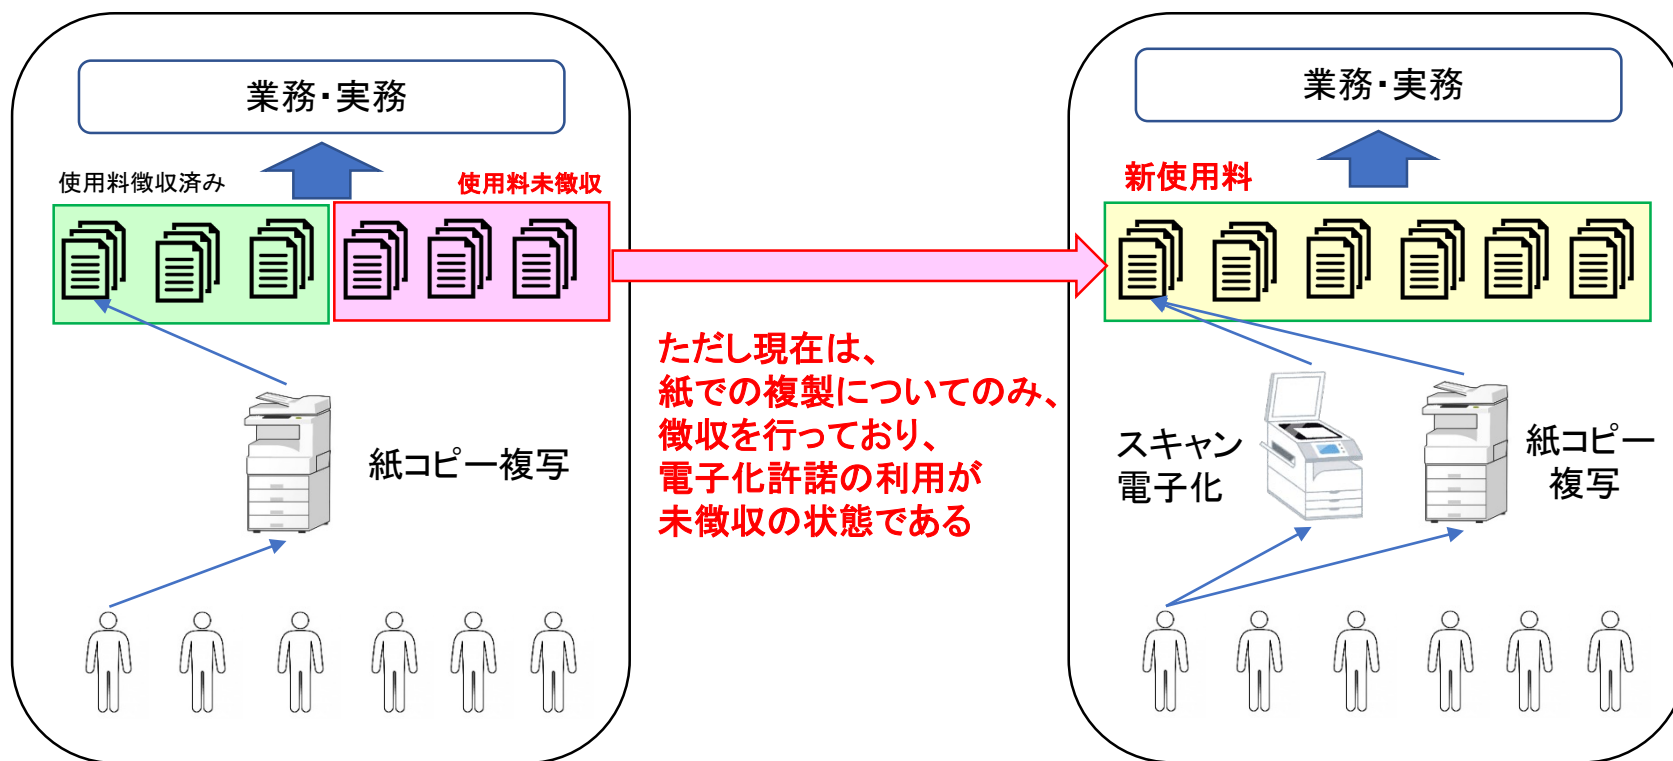 業務・実務
使用料徴収済み
使用料未徴収
紙コピー複写
ただし現在は、
紙での複製についてのみ、
徴収を行っており、
電子化許諾の利用が
未徴収の状態である
業務・実務
新使用料
スキャン
電子化
紙コピー
複写